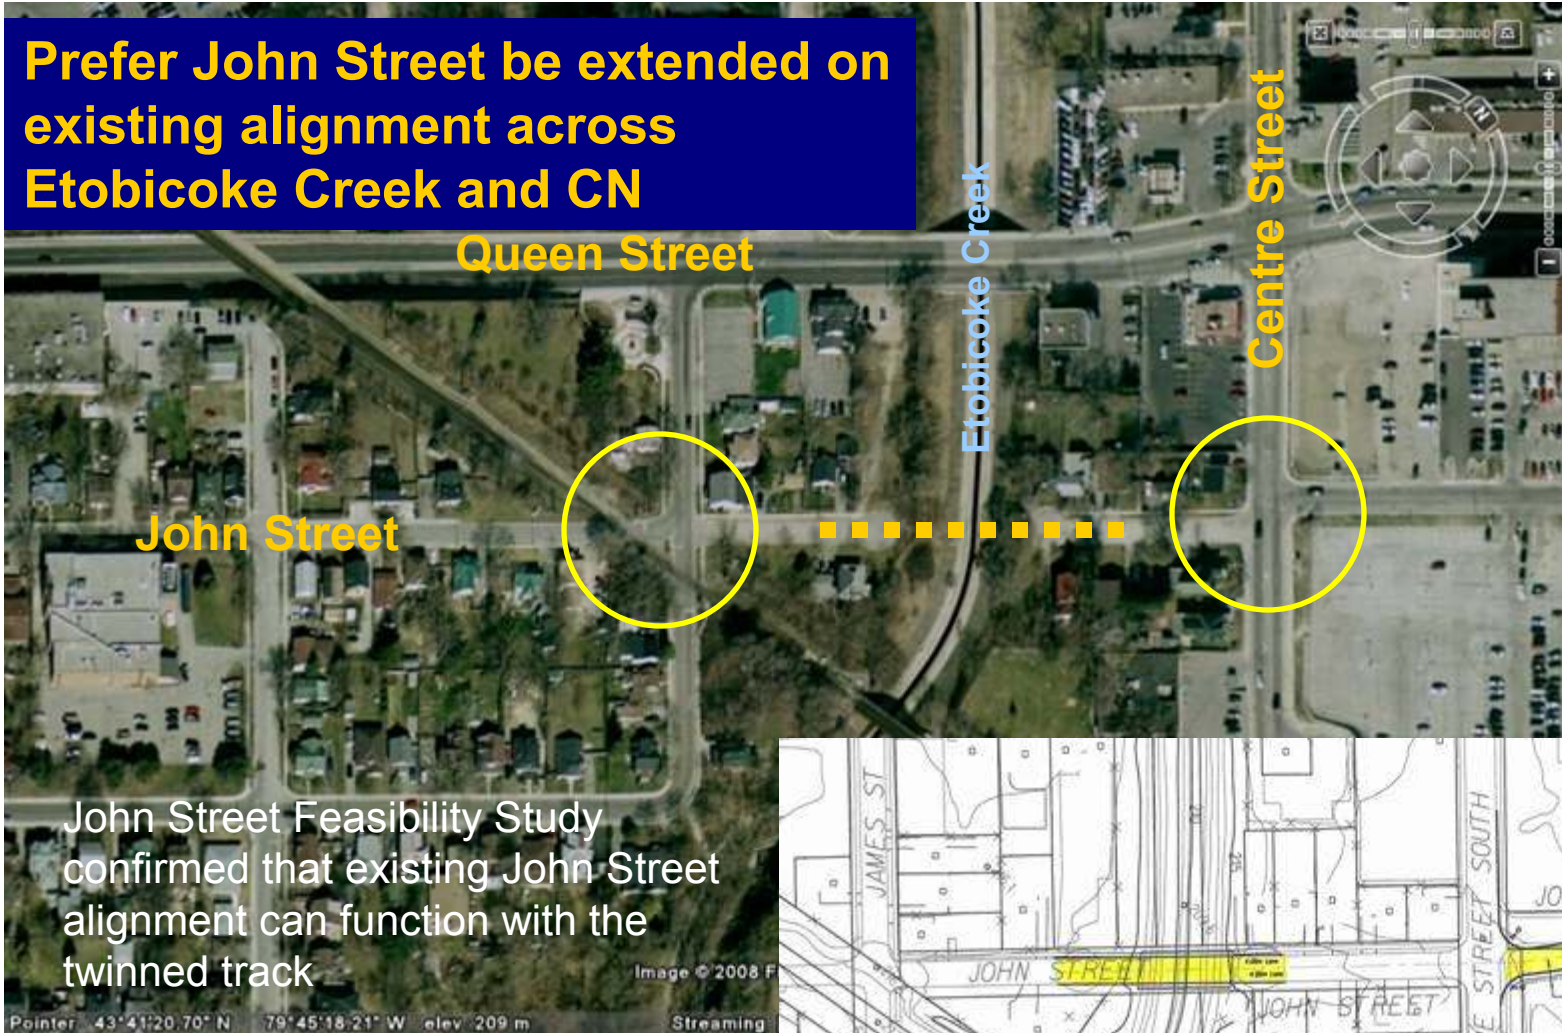 Prefer John Street be extended on
existing alignment across
Etobicoke Creek and CN
Queen Street
Etobicoke Creek
Centre Street
N
John Street
John Street Feasibility Study
confirmed that existing John Street
alignment can function with the
twinned track
Image © 2008 F
Pointer 43°41'20.70" N 79°45'18.21" W elev 209 m
Streaming
JAMES ST
JOHN STREET
JOHN STREET
E STREET SOUTH
JO